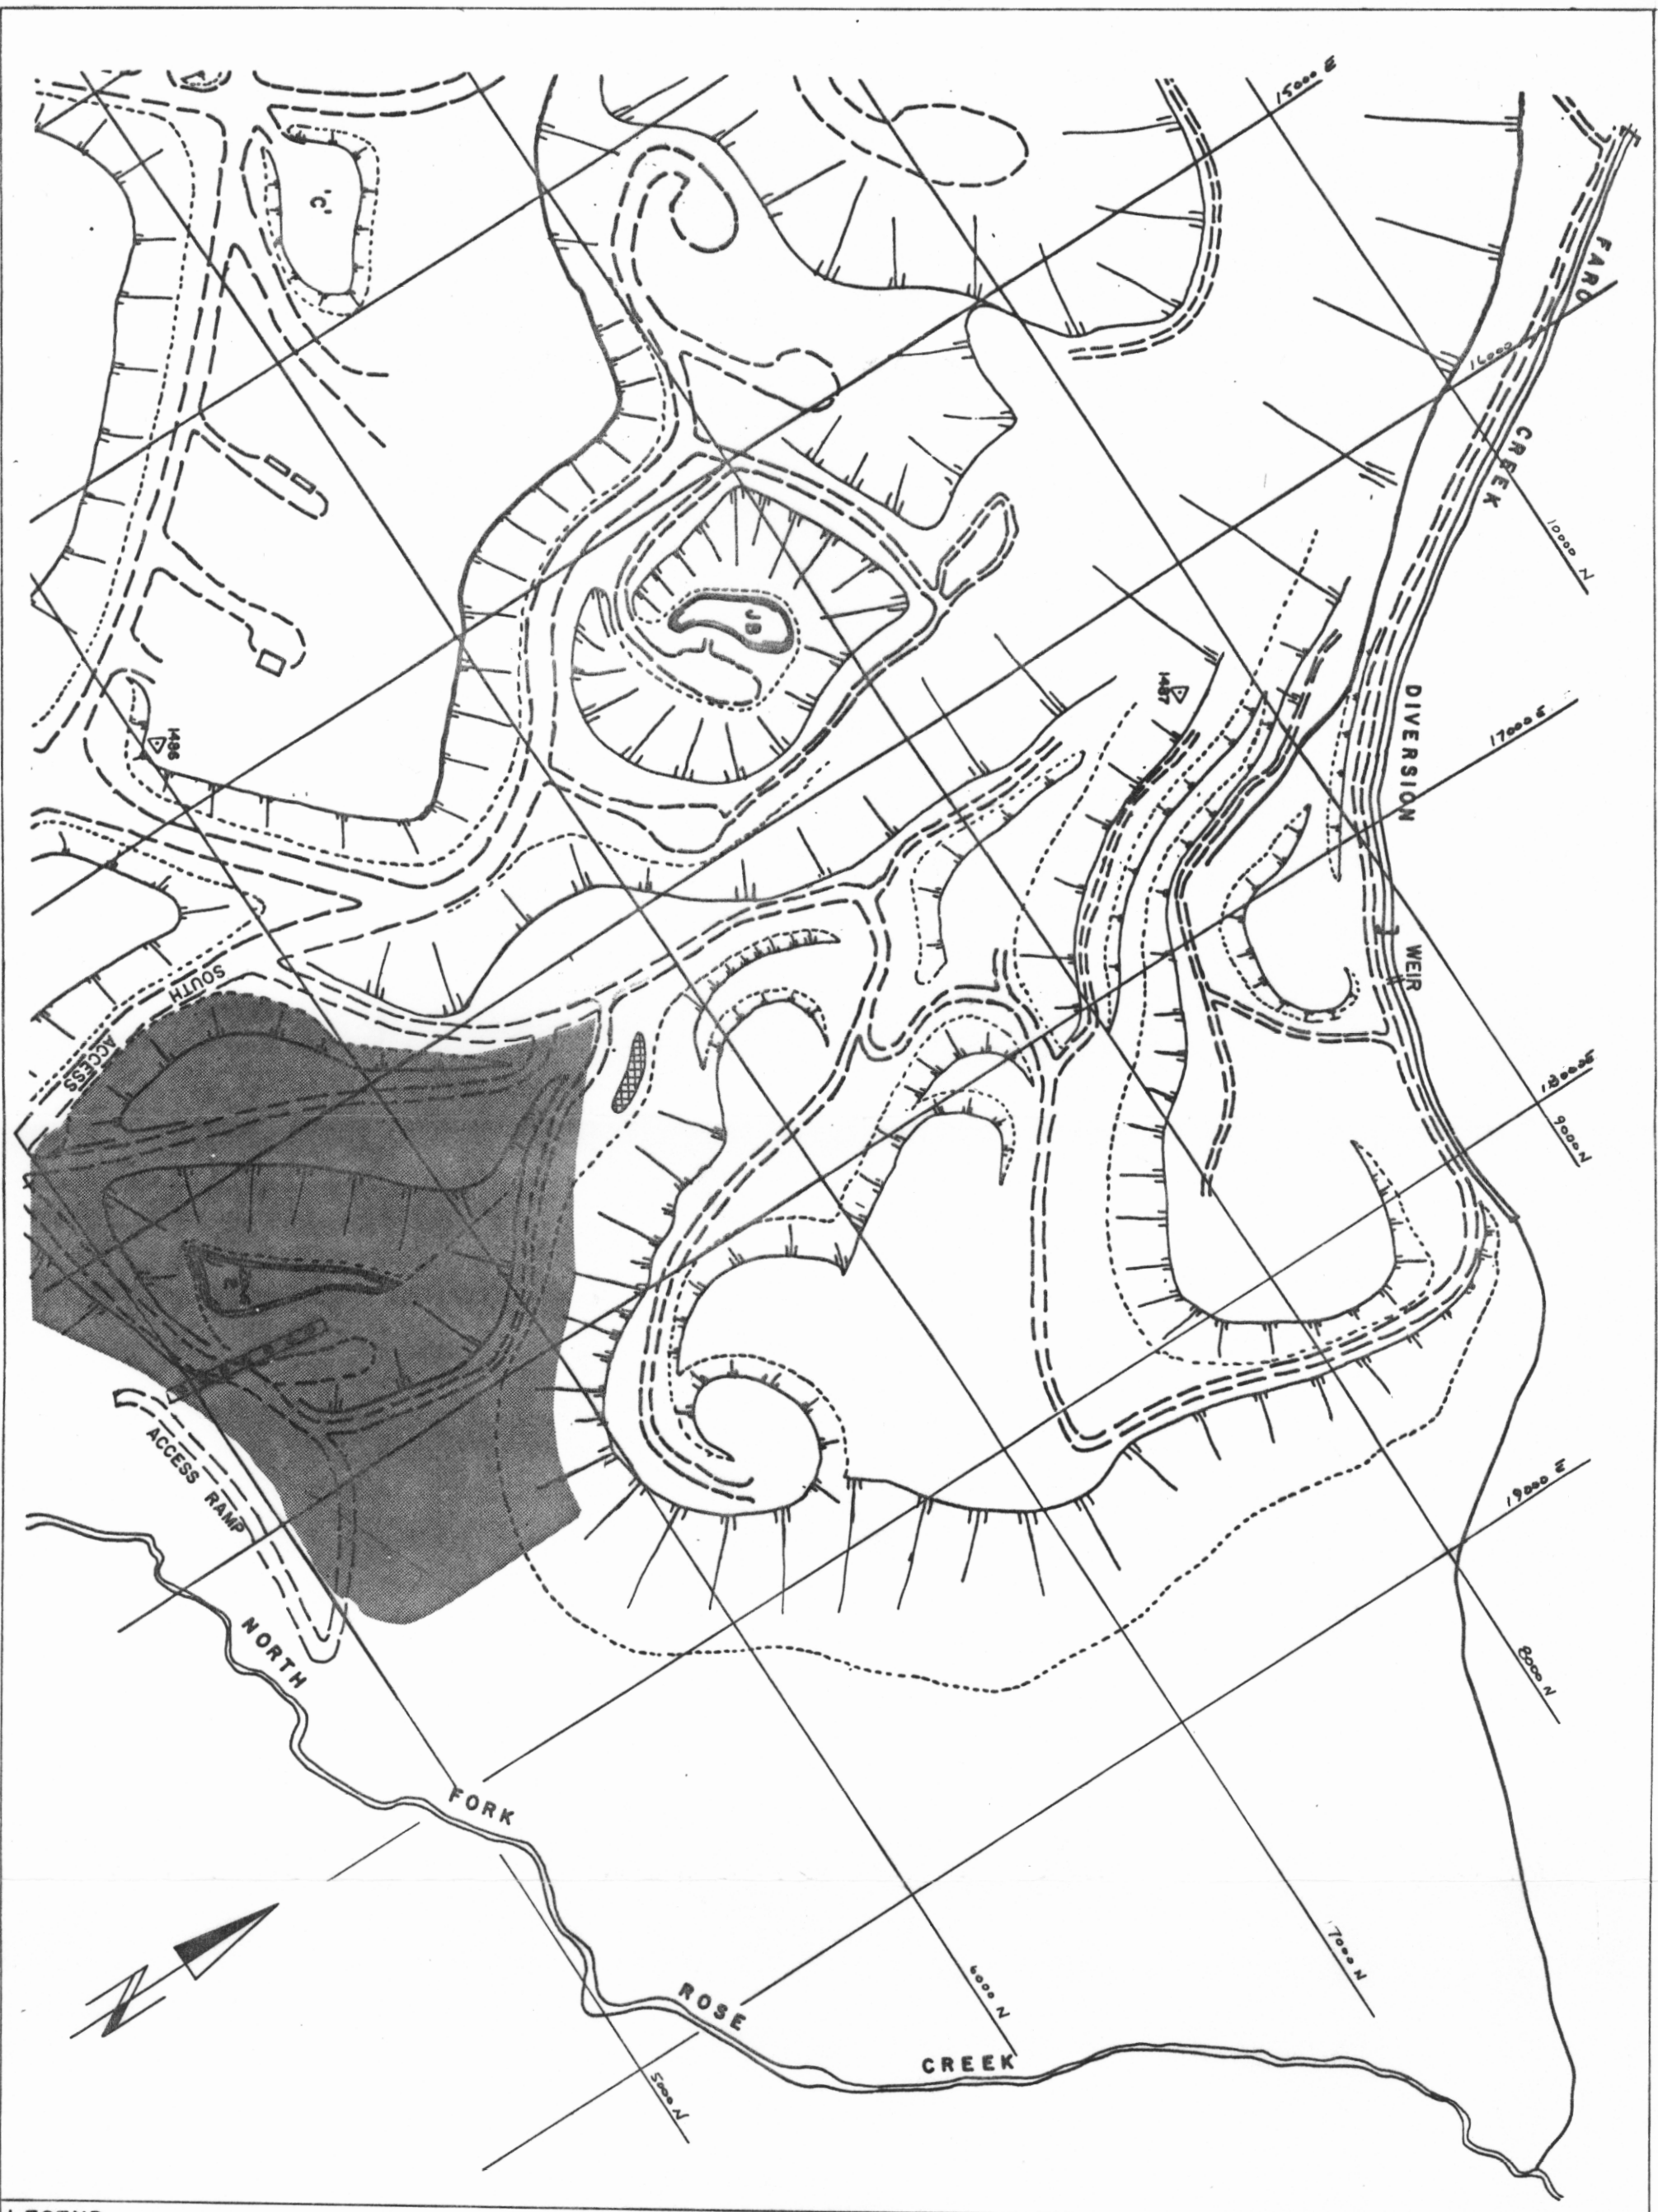 15000 E
'C'
FARO
16000
CREEK
10000 N
JB
1487
DIVERSION
17000 E
1486
WEIR
SOUTH
ACCESS
18000 E
9000 N
ACCESS RAMP
19000 E
NORTH
8000 N
FORK
7000 N
N
ROSE
6000 N
CREEK
5000 N